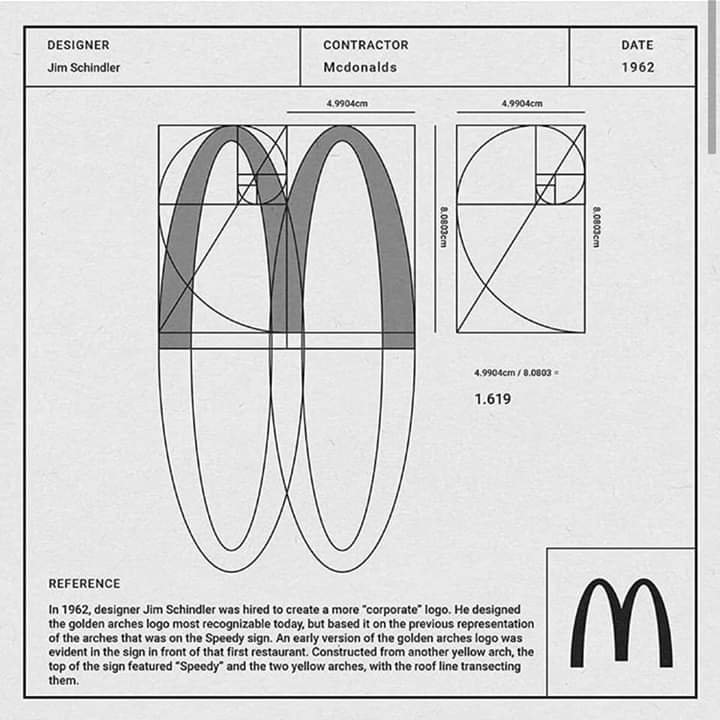 DESIGNER
Jim Schindler
CONTRACTOR
Mcdonalds
DATE
1962
4.9904cm
4.9904cm
8.0803cm
8.0803cm
4.9904cm / 8.0803 =
1.619
REFERENCE
In 1962, designer Jim Schindler was hired to create a more “corporate” logo. He designed
the golden arches logo most recognizable today, but based it on the previous representation
of the arches that was on the Speedy sign. An early version of the golden arches logo was
evident in the sign in front of that first restaurant. Constructed from another yellow arch, the
top of the sign featured “Speedy” and the two yellow arches, with the roof line transecting
them.